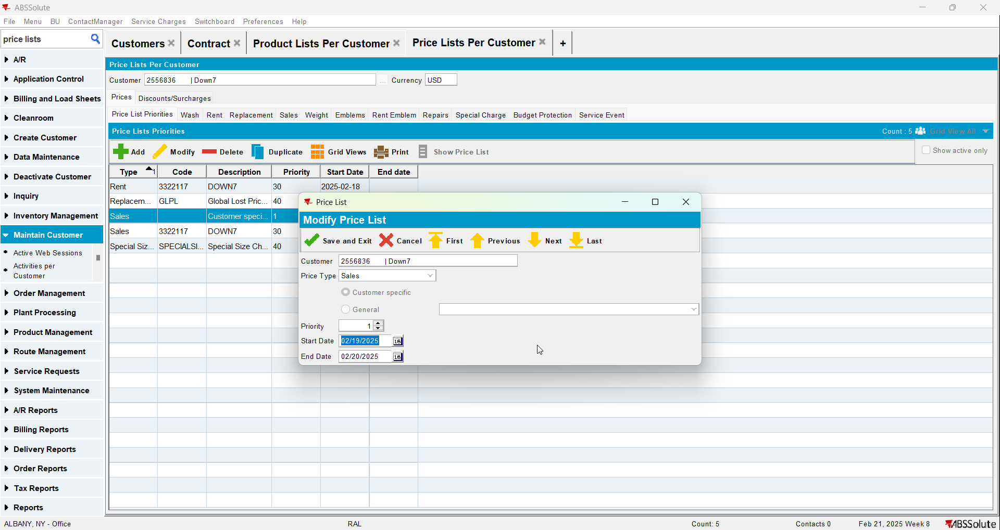 ABSSolute
File Menu BU ContactManager Service Charges Switchboard Preferences Help
price lists
Customers Contract Product Lists Per Customer Price Lists Per Customer +
A/R
Application Control
Billing and Load Sheets
Cleanroom
Create Customer
Data Maintenance
Deactivate Customer
Inquiry
Inventory Management
Maintain Customer
Active Web Sessions
Activities per
Customer
Order Management
Plant Processing
Product Management
Route Management
Service Requests
System Maintenance
A/R Reports
Billing Reports
Delivery Reports
Order Reports
Tax Reports
Reports
Price Lists Per Customer
Customer 2556836 | Down7 ... Currency USD
Prices Discounts/Surcharges
Price List Priorities Wash Rent Replacement Sales Weight Emblems Rent Emblem Repairs Special Charge Budget Protection Service Event
Price Lists Priorities Count : 5 Grid View All
Add Modify Delete Duplicate Grid Views Print Show Price List Show active only
Type 1 Code Description Priority Start Date End date
Rent 3322117 DOWN7 30 2025-02-18
Replacem... GLPL Global Lost Pric... 40
Sales Customer speci... 1
Sales 3322117 DOWN7 30
Special Siz... SPECIALSI... Special Size Ch... 40
Price List
Modify Price List
Save and Exit Cancel First Previous Next Last
Customer 2556836 | Down7
Price Type Sales
Customer specific
General
Priority 1
Start Date 02/19/2025 16
End Date 02/20/2025 16
ALBANY, NY - Office RAL Count: 5 Contacts 0 Feb 21, 2025 Week 8 ABSSolute